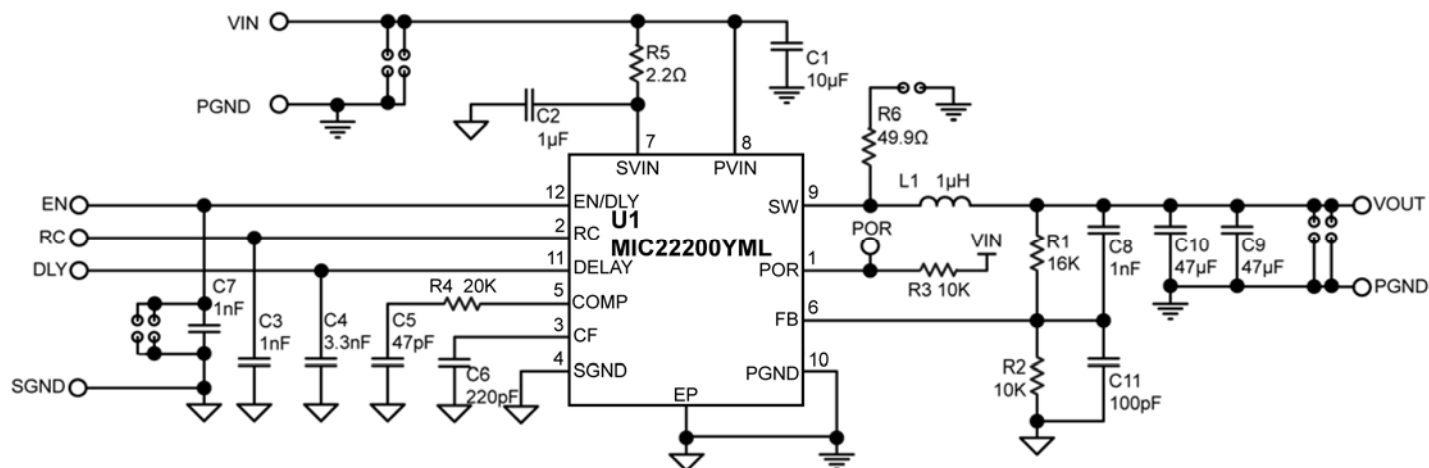 VIN
R5
2.2Ω
C1
10µF
PGND
C2
1µF
R6
49.9Ω
7
8
SVIN
PVIN
L1 1µH
EN
12
EN/DLY
9
SW
VOUT
RC
2
RC
U1
MIC22200YML
POR
VIN
R1
16K
C8
1nF
C10
47µF
C9
47µF
DLY
11
DELAY
1
POR
R3 10K
PGND
C7
1nF
R4 20K
5
COMP
6
FB
C3
1nF
C4
3.3nF
C5
47pF
3
CF
C6
220pF
4
SGND
10
PGND
R2
10K
C11
100pF
SGND
EP